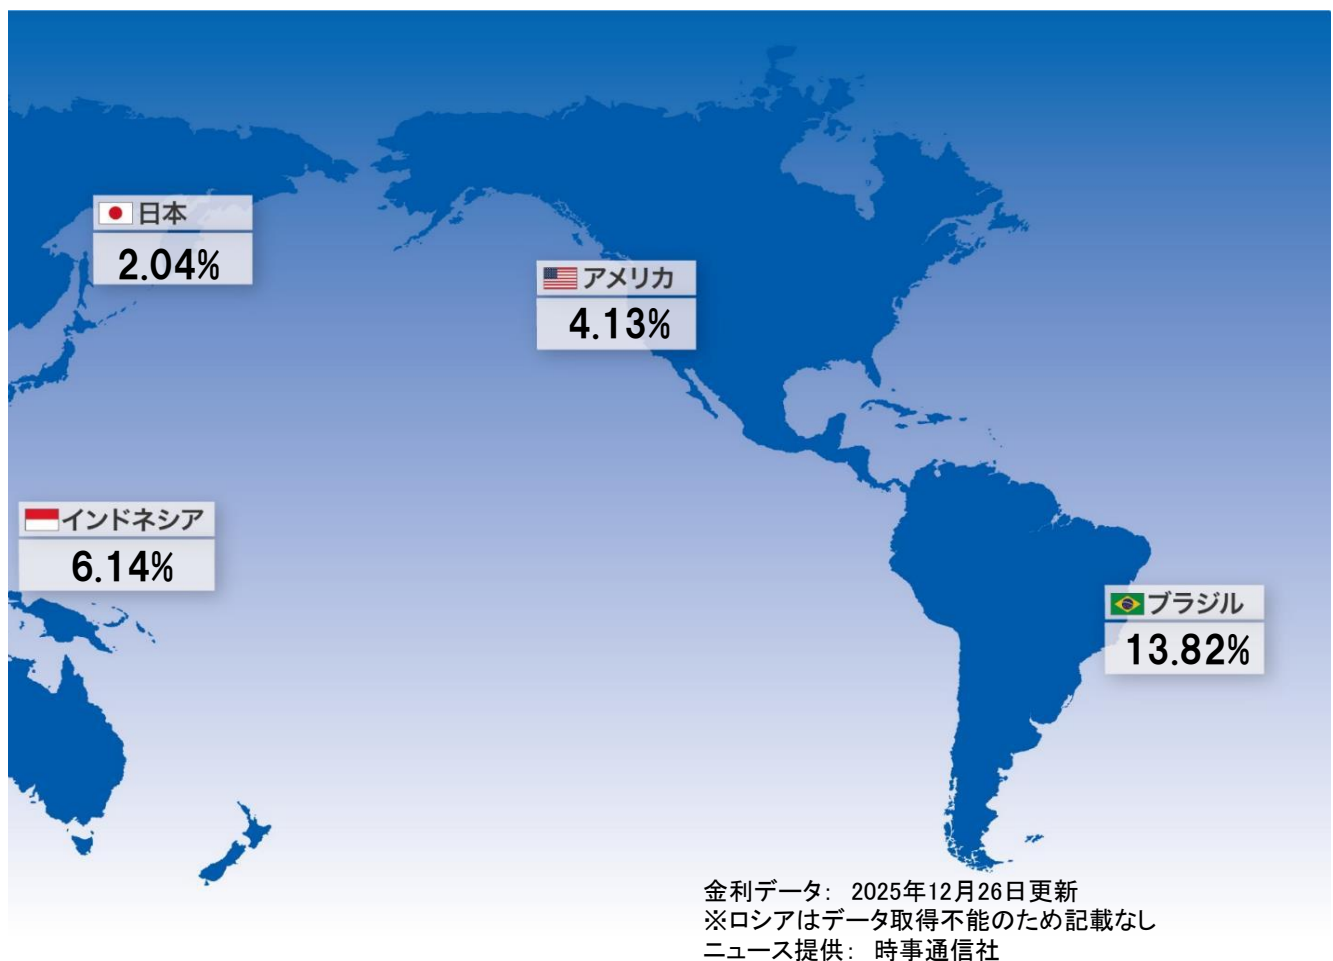 日本
2.04%
アメリカ
4.13%
インドネシア
6.14%
ブラジル
13.82%
金利データ: 2025年12月26日更新
※ロシアはデータ取得不能のため記載なし
ニュース提供: 時事通信社